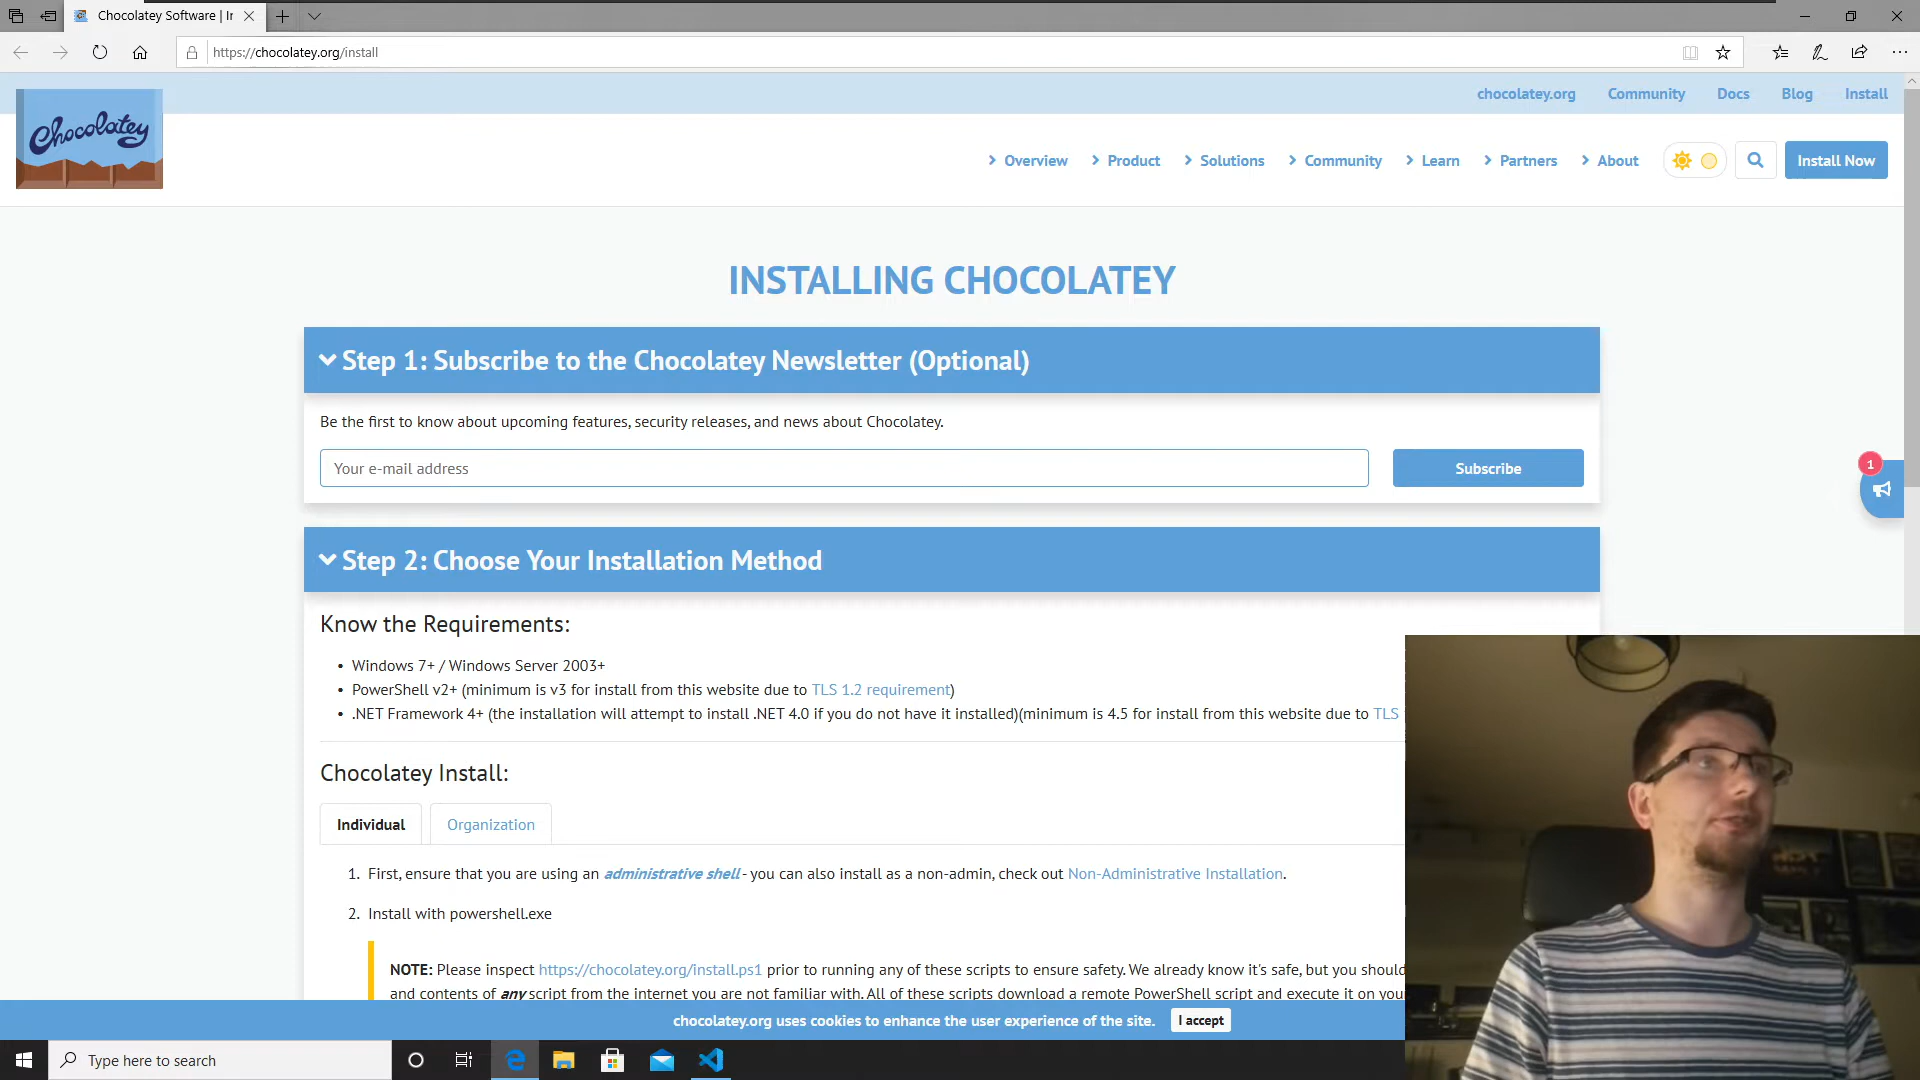 Chocolatey Software | Ir
https://chocolatey.org/install
chocolatey.org Community Docs Blog Install
Chocolatey
Overview Product Solutions Community Learn Partners About Install Now
INSTALLING CHOCOLATEY
Step 1: Subscribe to the Chocolatey Newsletter (Optional)
Be the first to know about upcoming features, security releases, and news about Chocolatey.
Your e-mail address Subscribe
1
Step 2: Choose Your Installation Method
Know the Requirements:
• Windows 7+ / Windows Server 2003+
• PowerShell v2+ (minimum is v3 for install from this website due to TLS 1.2 requirement)
• .NET Framework 4+ (the installation will attempt to install .NET 4.0 if you do not have it installed)(minimum is 4.5 for install from this website due to TLS
Chocolatey Install:
Individual Organization
1. First, ensure that you are using an administrative shell - you can also install as a non-admin, check out Non-Administrative Installation.
2. Install with powershell.exe
NOTE: Please inspect https://chocolatey.org/install.ps1 prior to running any of these scripts to ensure safety. We already know it's safe, but you should
and contents of any script from the internet you are not familiar with. All of these scripts download a remote PowerShell script and execute it on you
chocolatey.org uses cookies to enhance the user experience of the site. I accept
Type here to search